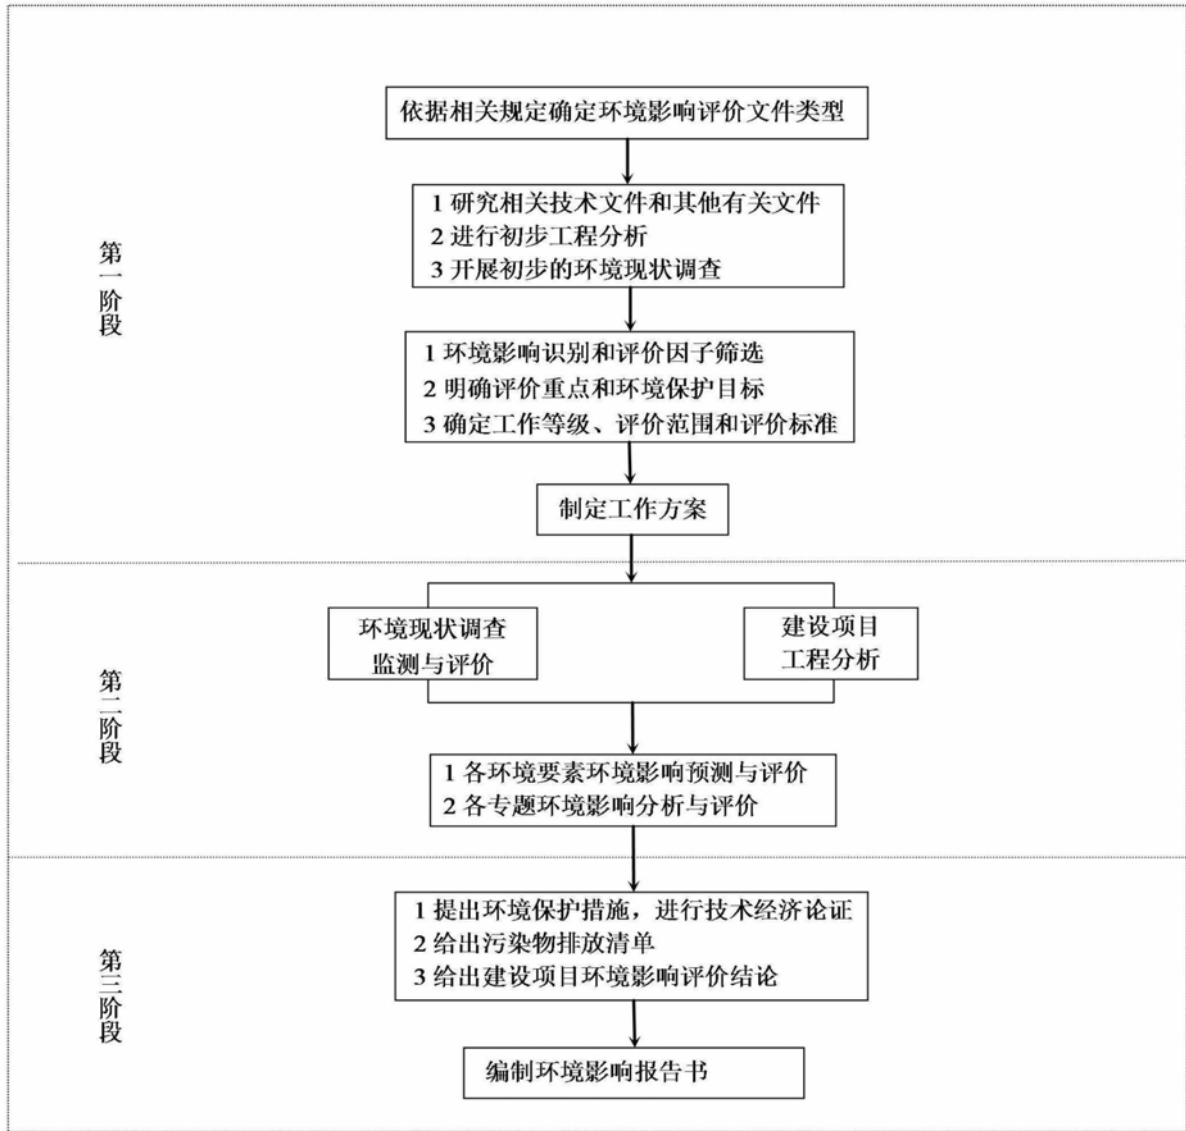 第一阶段
依据相关规定确定环境影响评价文件类型
1 研究相关技术文件和其他有关文件
2 进行初步工程分析
3 开展初步的环境现状调查
1 环境影响识别和评价因子筛选
2 明确评价重点和环境保护目标
3 确定工作等级、评价范围和评价标准
制定工作方案
第二阶段
环境现状调查
监测与评价
建设项目
工程分析
1 各环境要素环境影响预测与评价
2 各专题环境影响分析与评价
第三阶段
1 提出环境保护措施，进行技术经济论证
2 给出污染物排放清单
3 给出建设项目环境影响评价结论
编制环境影响报告书